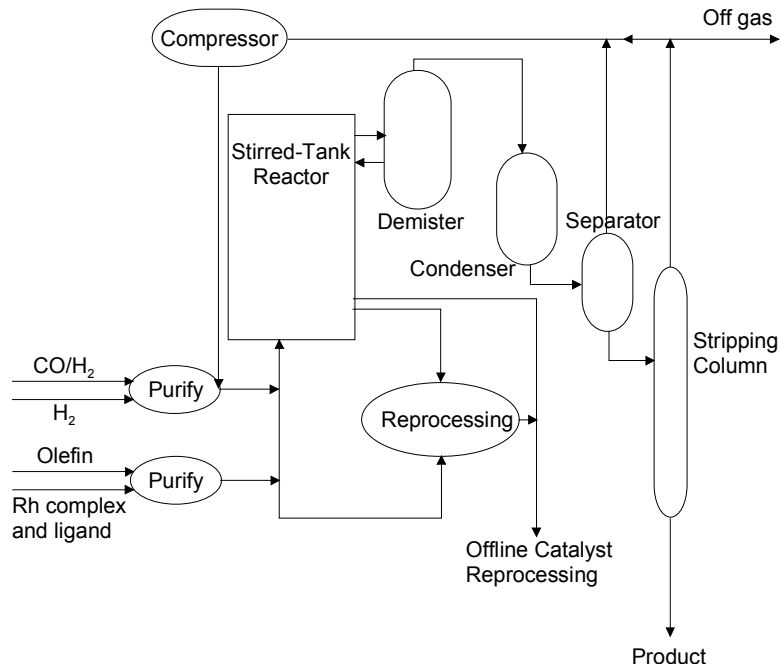 Off gas
Compressor
Stirred-Tank
Reactor
Demister
Separator
Condenser
Stripping
Column
CO/H₂
Purify
H₂
Reprocessing
Olefin
Purify
Rh complex
and ligand
Offline Catalyst
Reprocessing
Product